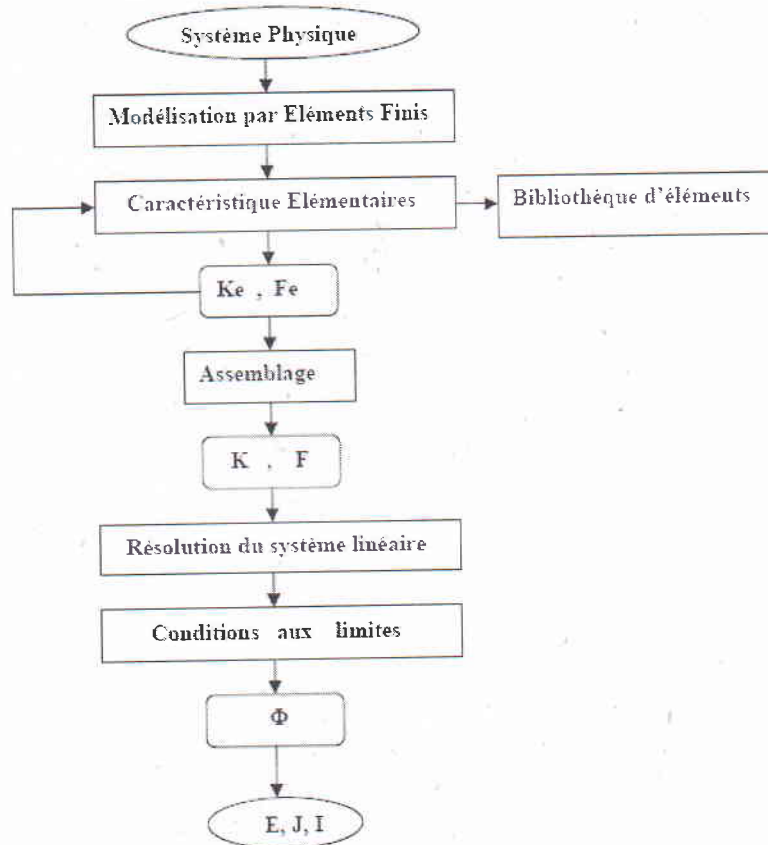 Système Physique
Modélisation par Eléments Finis
Caractéristique Elémentaires
Bibliothèque d'éléments
Ke , Fe
Assemblage
K , F
Résolution du système linéaire
Conditions aux limites
Φ
E, J, I